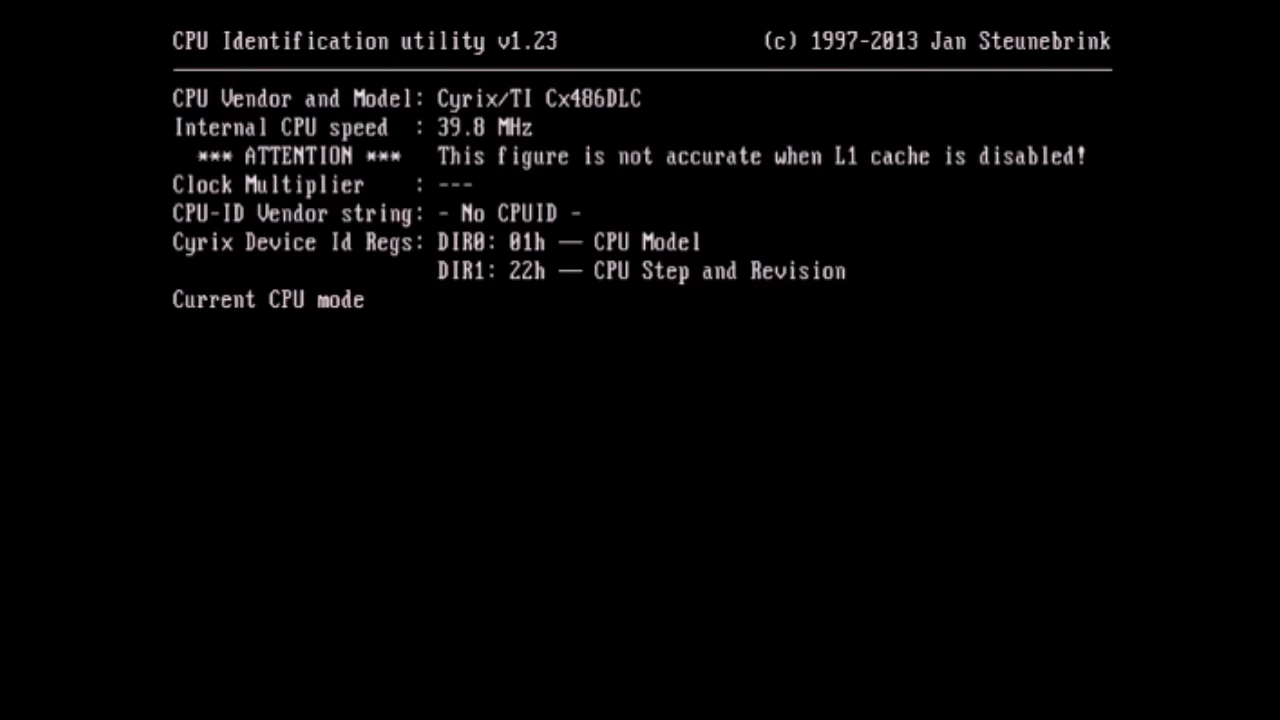 CPU Identification utility v1.23 (c) 1997-2013 Jan Steunebrink
CPU Vendor and Model: Cyrix/TI Cx486DLC
Internal CPU speed : 39.8 MHz
*** ATTENTION *** This figure is not accurate when L1 cache is disabled!
Clock Multiplier : ---
CPU-ID Vendor string: - No CPUID -
Cyrix Device Id Regs: DIR0: 01h — CPU Model
DIR1: 22h — CPU Step and Revision
Current CPU mode